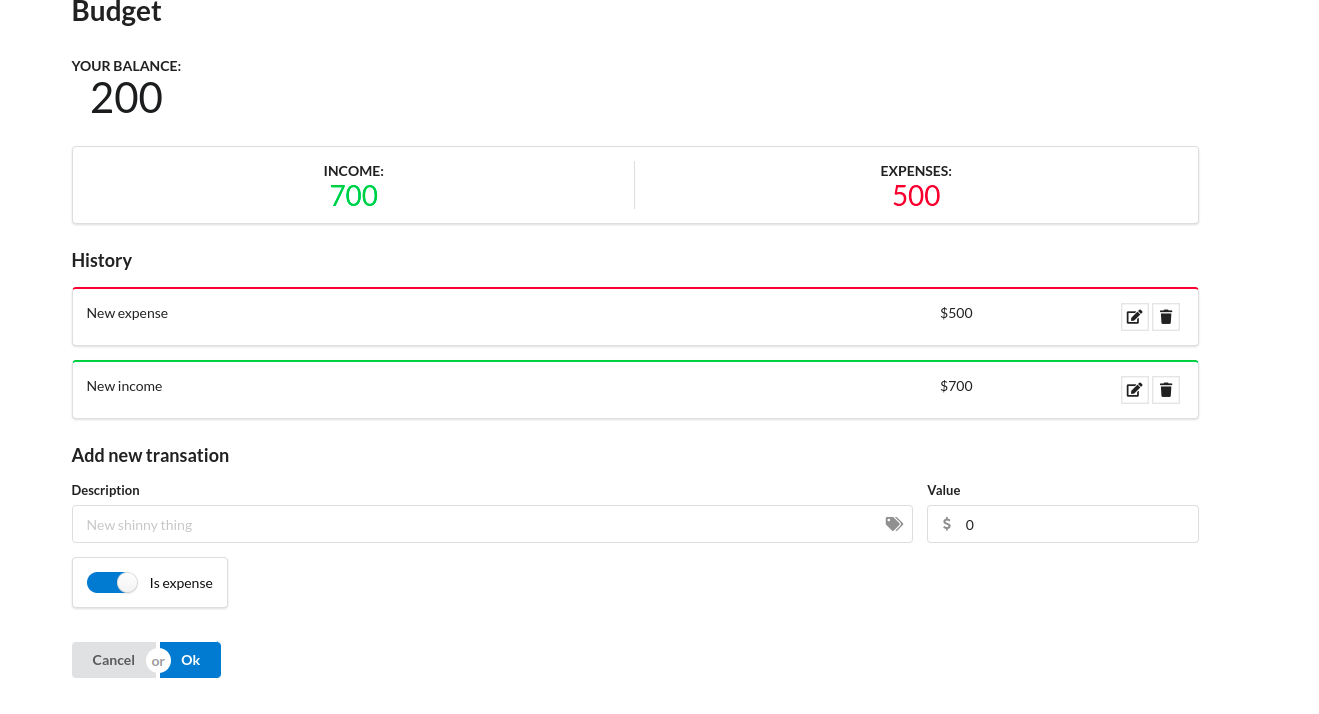 Budget
YOUR BALANCE:
200
INCOME:
700
EXPENSES:
500
History
New expense
$500
New income
$700
Add new transation
Description
Value
New shinny thing
$ 0
Is expense
Cancel or Ok